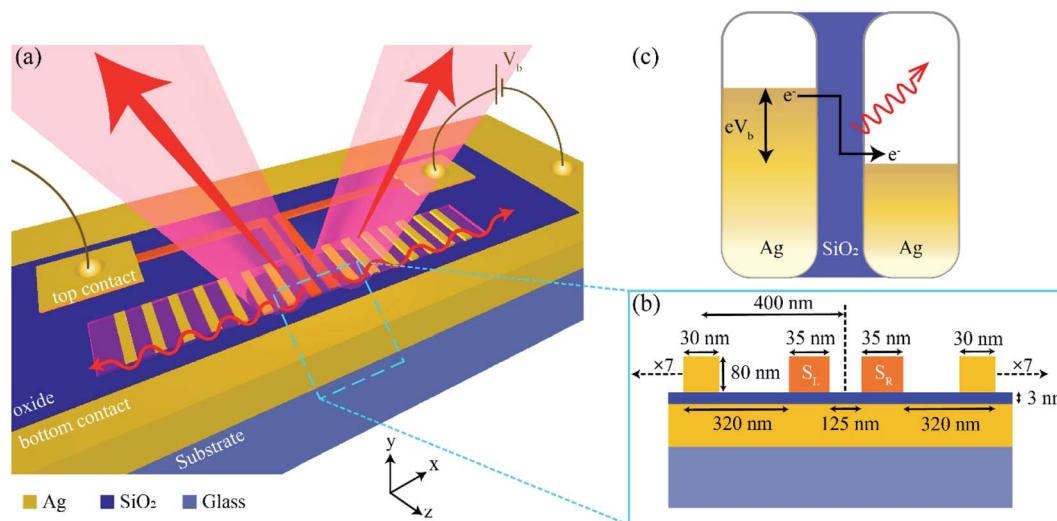 (a)
V_b
top contact
oxide
bottom contact
Substrate
y
x
z
Ag
SiO₂
Glass
(c)
e⁻
eV_b
e⁻
Ag
SiO₂
Ag
(b)
400 nm
30 nm
35 nm
35 nm
30 nm
×7
80 nm
S_L
S_R
×7
3 nm
320 nm
125 nm
320 nm